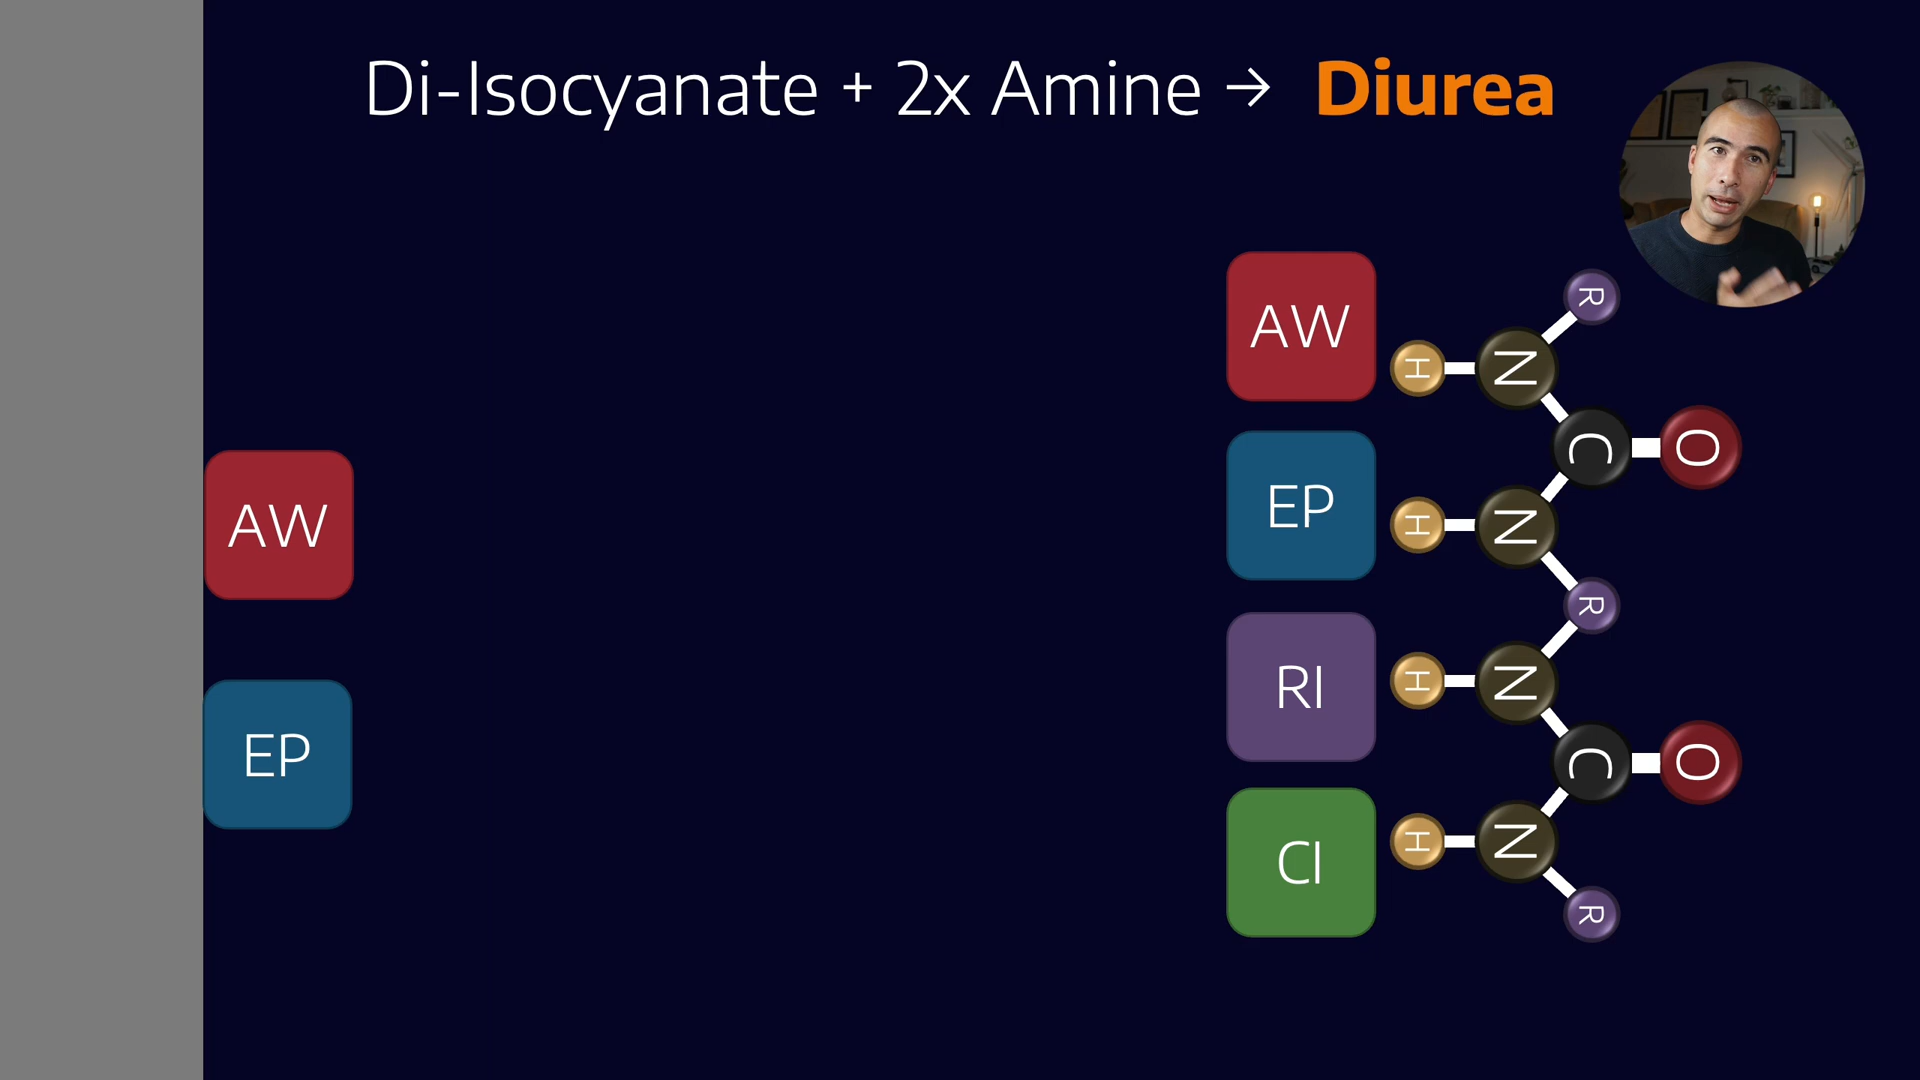 Di-Isocyanate + 2x Amine → Diurea
AW
EP
AW
EP
RI
CI
R
H
N
C
O
H
N
R
H
N
C
O
H
N
R